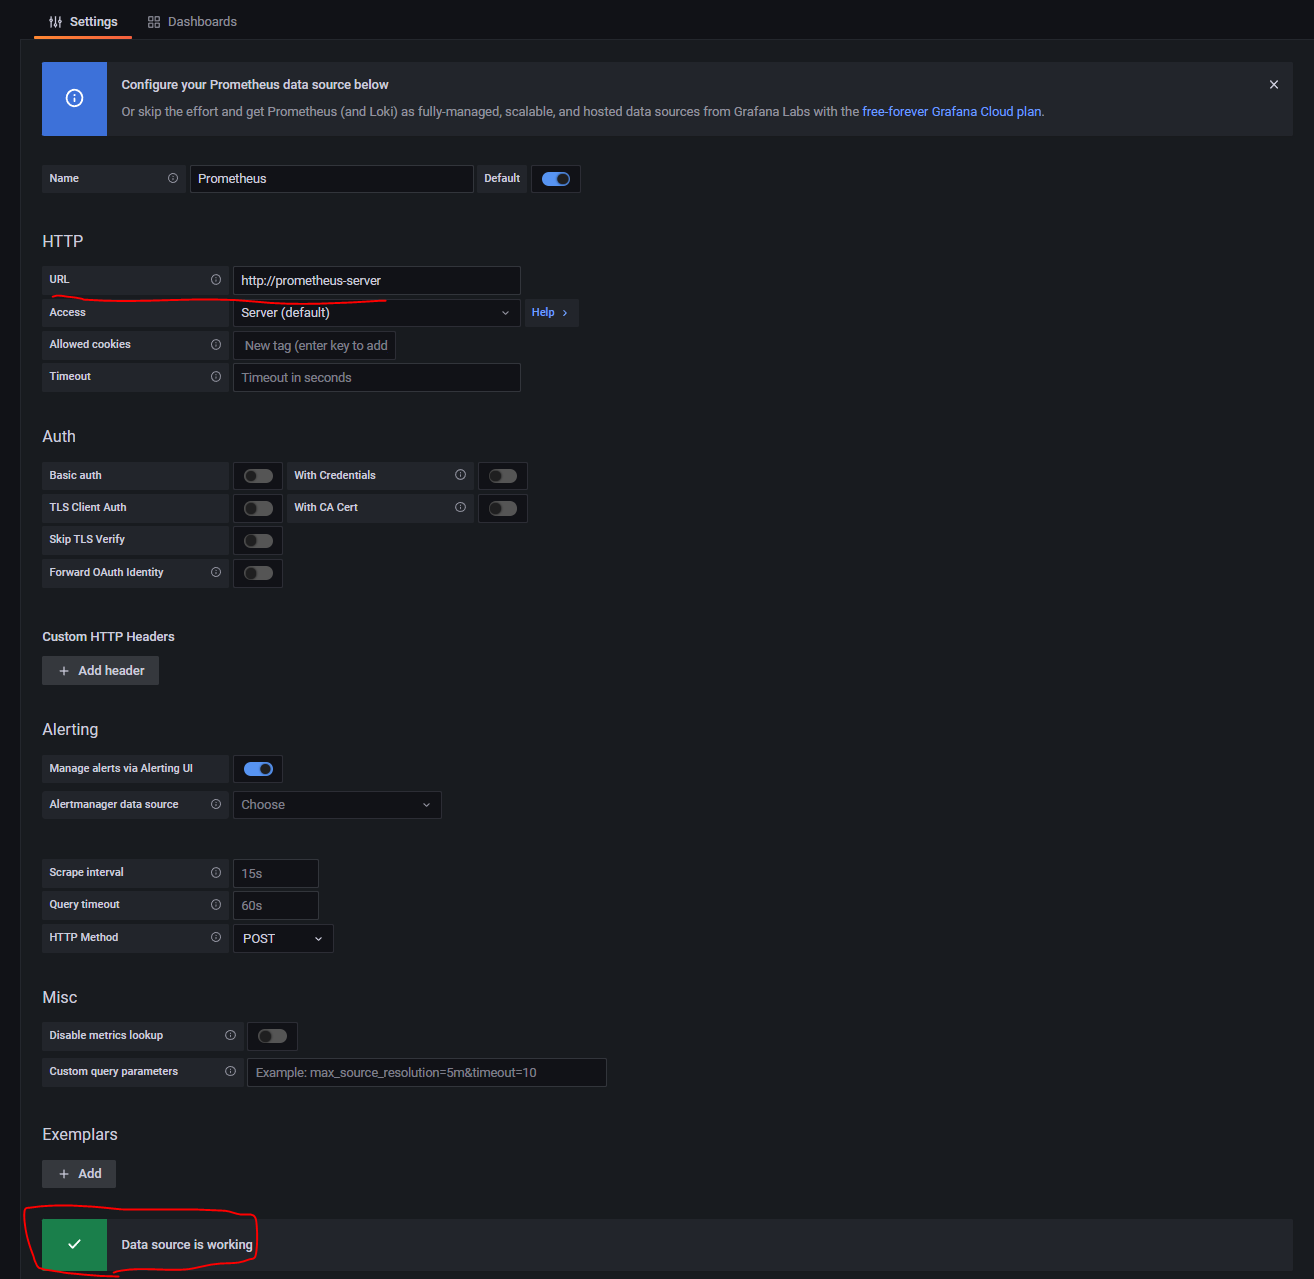 Settings Dashboards
Configure your Prometheus data source below
Or skip the effort and get Prometheus (and Loki) as fully-managed, scalable, and hosted data sources from Grafana Labs with the free-forever Grafana Cloud plan.
Name Prometheus Default
HTTP
URL http://prometheus-server
Access Server (default) Help
Allowed cookies New tag (enter key to add
Timeout Timeout in seconds
Auth
Basic auth With Credentials
TLS Client Auth With CA Cert
Skip TLS Verify
Forward OAuth Identity
Custom HTTP Headers
Add header
Alerting
Manage alerts via Alerting UI
Alertmanager data source Choose
Scrape interval 15s
Query timeout 60s
HTTP Method POST
Misc
Disable metrics lookup
Custom query parameters Example: max_source_resolution=5m&timeout=10
Exemplars
Add
Data source is working